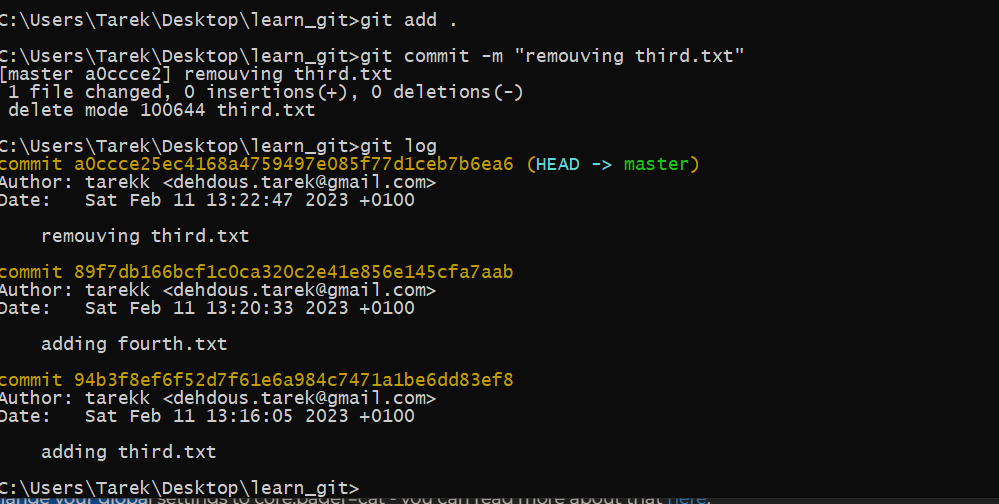 C:\Users\Tarek\Desktop\learn_git>git add .
C:\Users\Tarek\Desktop\learn_git>git commit -m "remouving third.txt"
[master a0ccce2] remouving third.txt
1 file changed, 0 insertions(+), 0 deletions(-)
delete mode 100644 third.txt
C:\Users\Tarek\Desktop\learn_git>git log
commit a0ccce25ec4168a4759497e085f77d1ceb7b6ea6 (HEAD -> master)
Author: tarekk <dehdous.tarek@gmail.com>
Date: Sat Feb 11 13:22:47 2023 +0100
remouving third.txt
commit 89f7db166bcf1c0ca320c2e41e856e145cfa7aab
Author: tarekk <dehdous.tarek@gmail.com>
Date: Sat Feb 11 13:20:33 2023 +0100
adding fourth.txt
commit 94b3f8ef6f52d7f61e6a984c7471a1be6dd83ef8
Author: tarekk <dehdous.tarek@gmail.com>
Date: Sat Feb 11 13:16:05 2023 +0100
adding third.txt
C:\Users\Tarek\Desktop\learn_git>
your global settings to core.pager=cat - you can read more about that here.